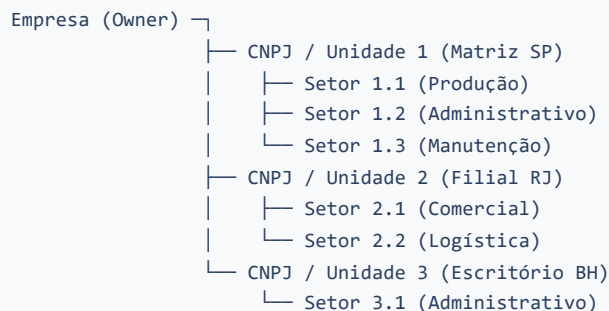 Empresa (Owner) ─┐
├── CNPJ / Unidade 1 (Matriz SP)
│ ├── Setor 1.1 (Produção)
│ ├── Setor 1.2 (Administrativo)
│ └── Setor 1.3 (Manutenção)
├── CNPJ / Unidade 2 (Filial RJ)
│ ├── Setor 2.1 (Comercial)
│ └── Setor 2.2 (Logística)
└── CNPJ / Unidade 3 (Escritório BH)
└── Setor 3.1 (Administrativo)